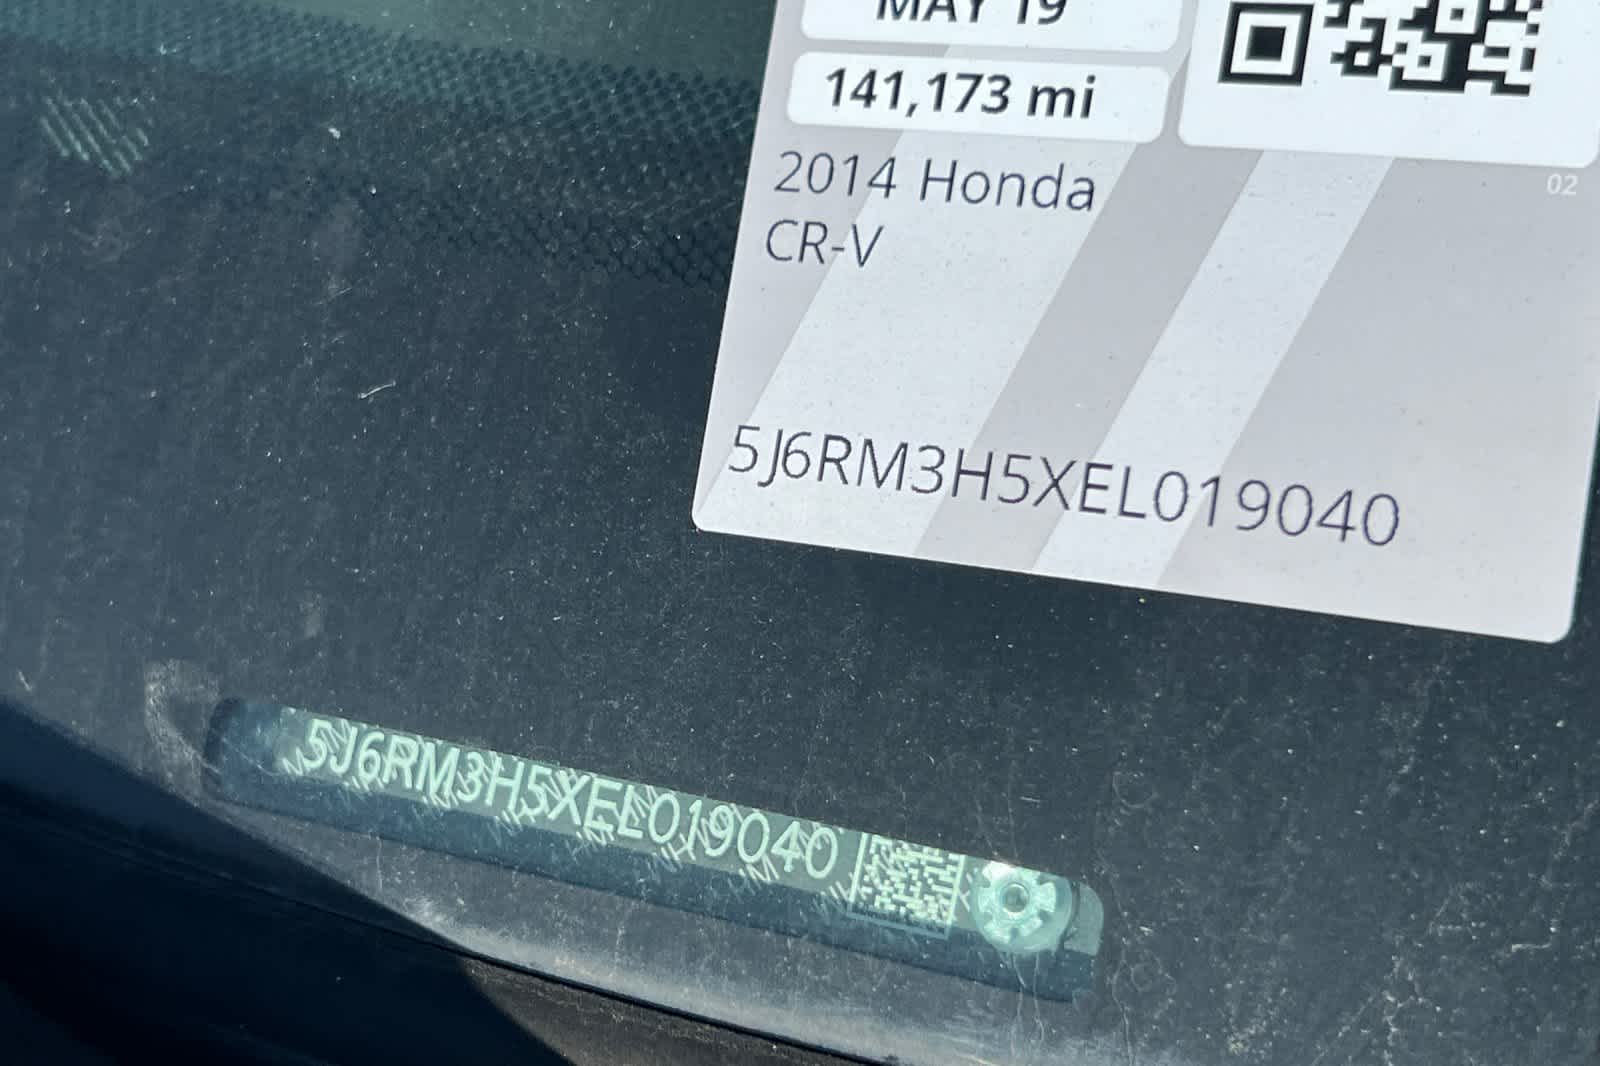 MAY 19
141,173 mi
2014 Honda
CR-V
02
5J6RM3H5XEL019040
5J6RM3H5XEL019040